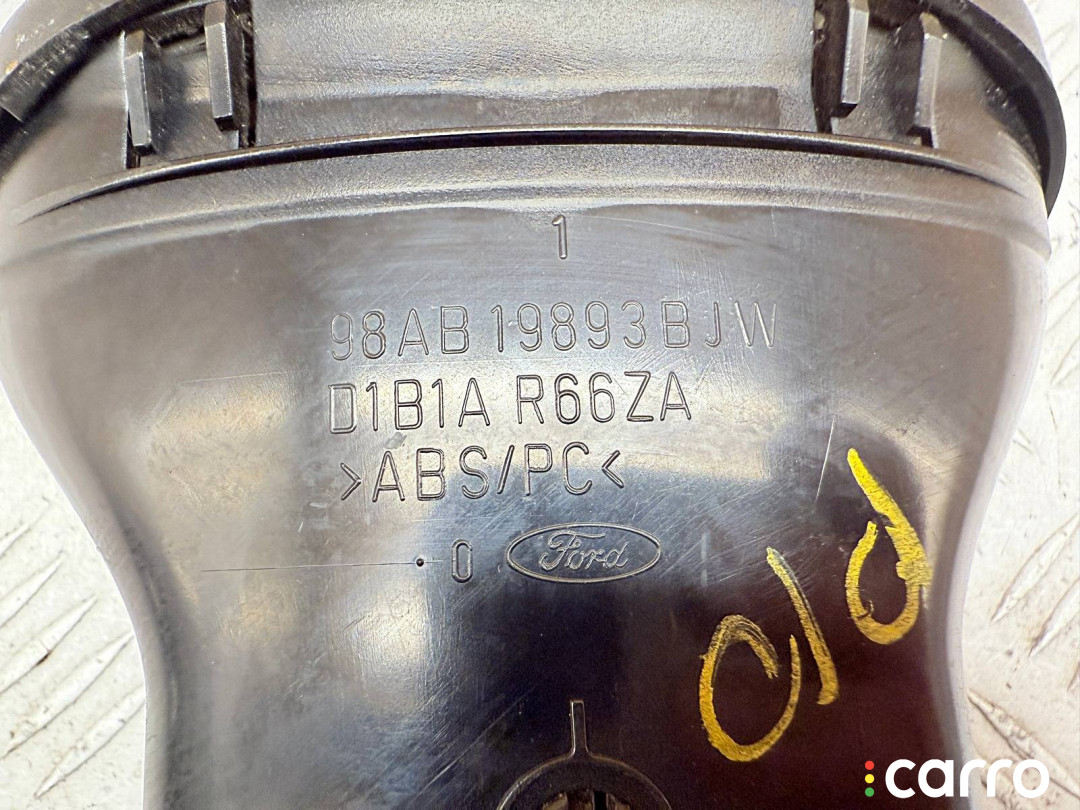 1
98AB 19893 BJW
D1B1A R66ZA
>ABS/PC<
0 Ford
carro